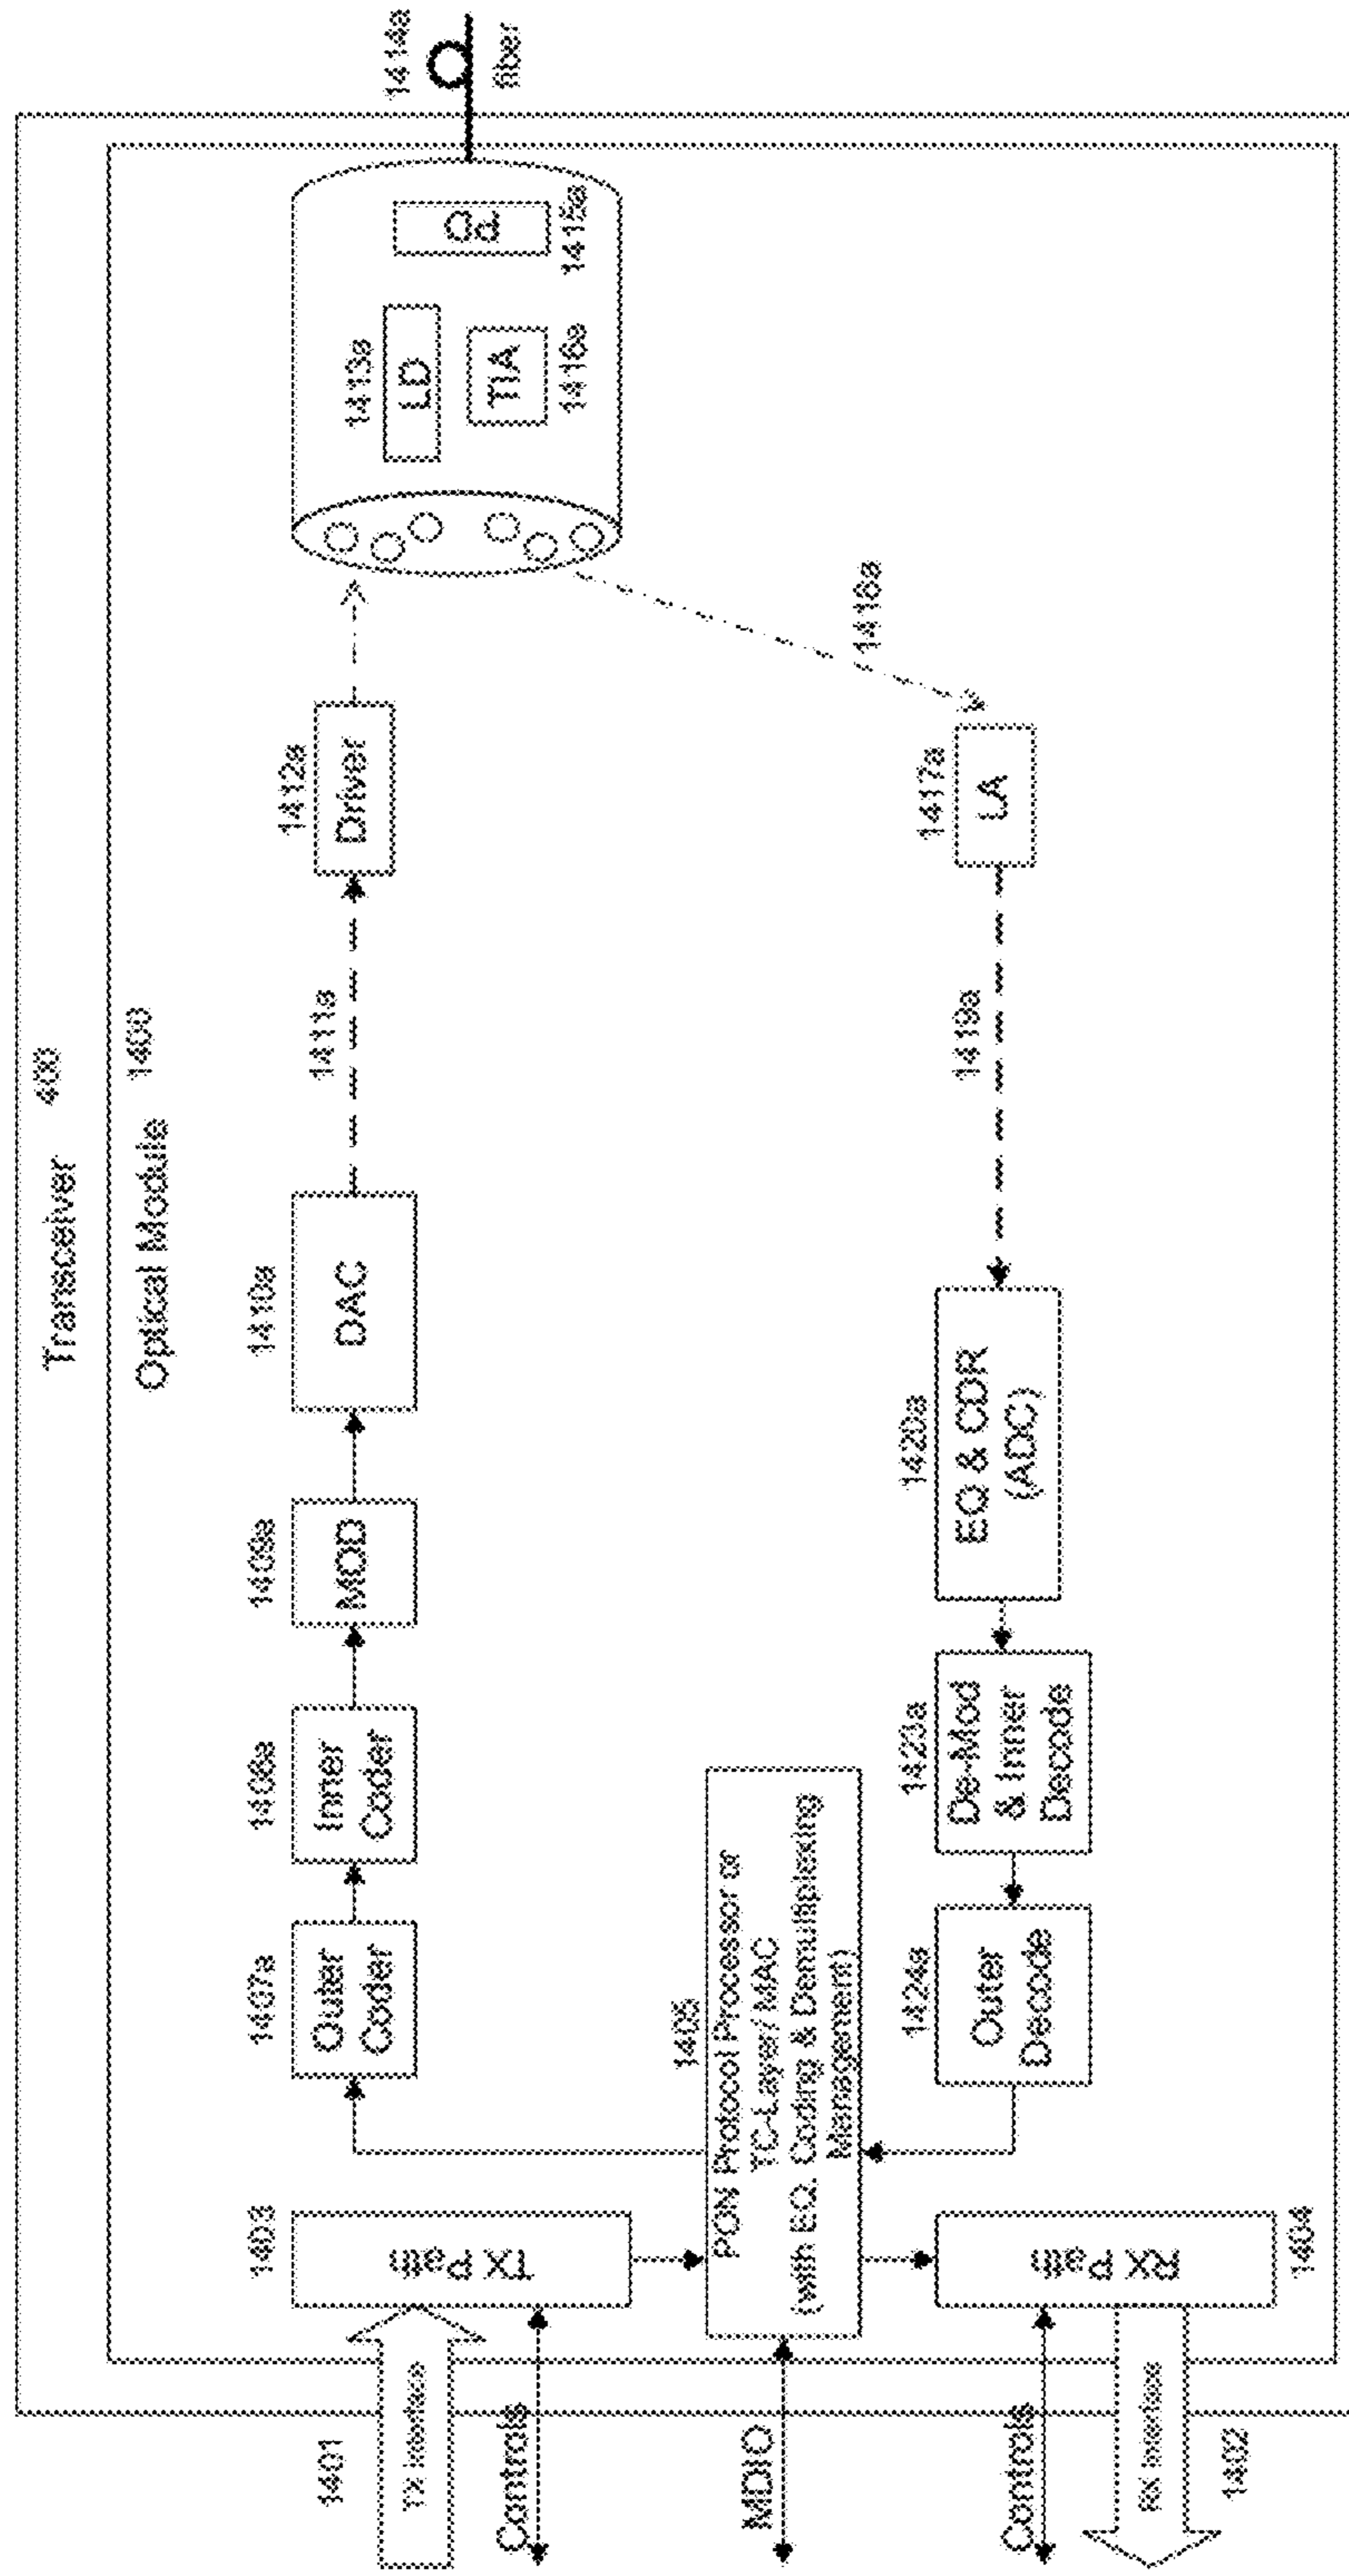 Transceiver 400
Optical Module 1400
1401
TX Interface
Controls
MDIO
Controls
RX Interface
1402
1403
TX Path
1405
PON Protocol Processor or
TC-Layer/ MAC
(with EQ, Coding & Demultiplexing
Management)
RX Path
1404
1407a
Outer
Coder
1408a
Inner
Coder
1409a
MOD
1410a
DAC
1411a
1412a
Driver
1413a
LD
TIA
1416a
PD
1415a
1414a
fiber
1417a
LA
1419a
1420a
EQ & CDR
(ADC)
1423a
De-Mod
& Inner
Decode
1424a
Outer
Decode